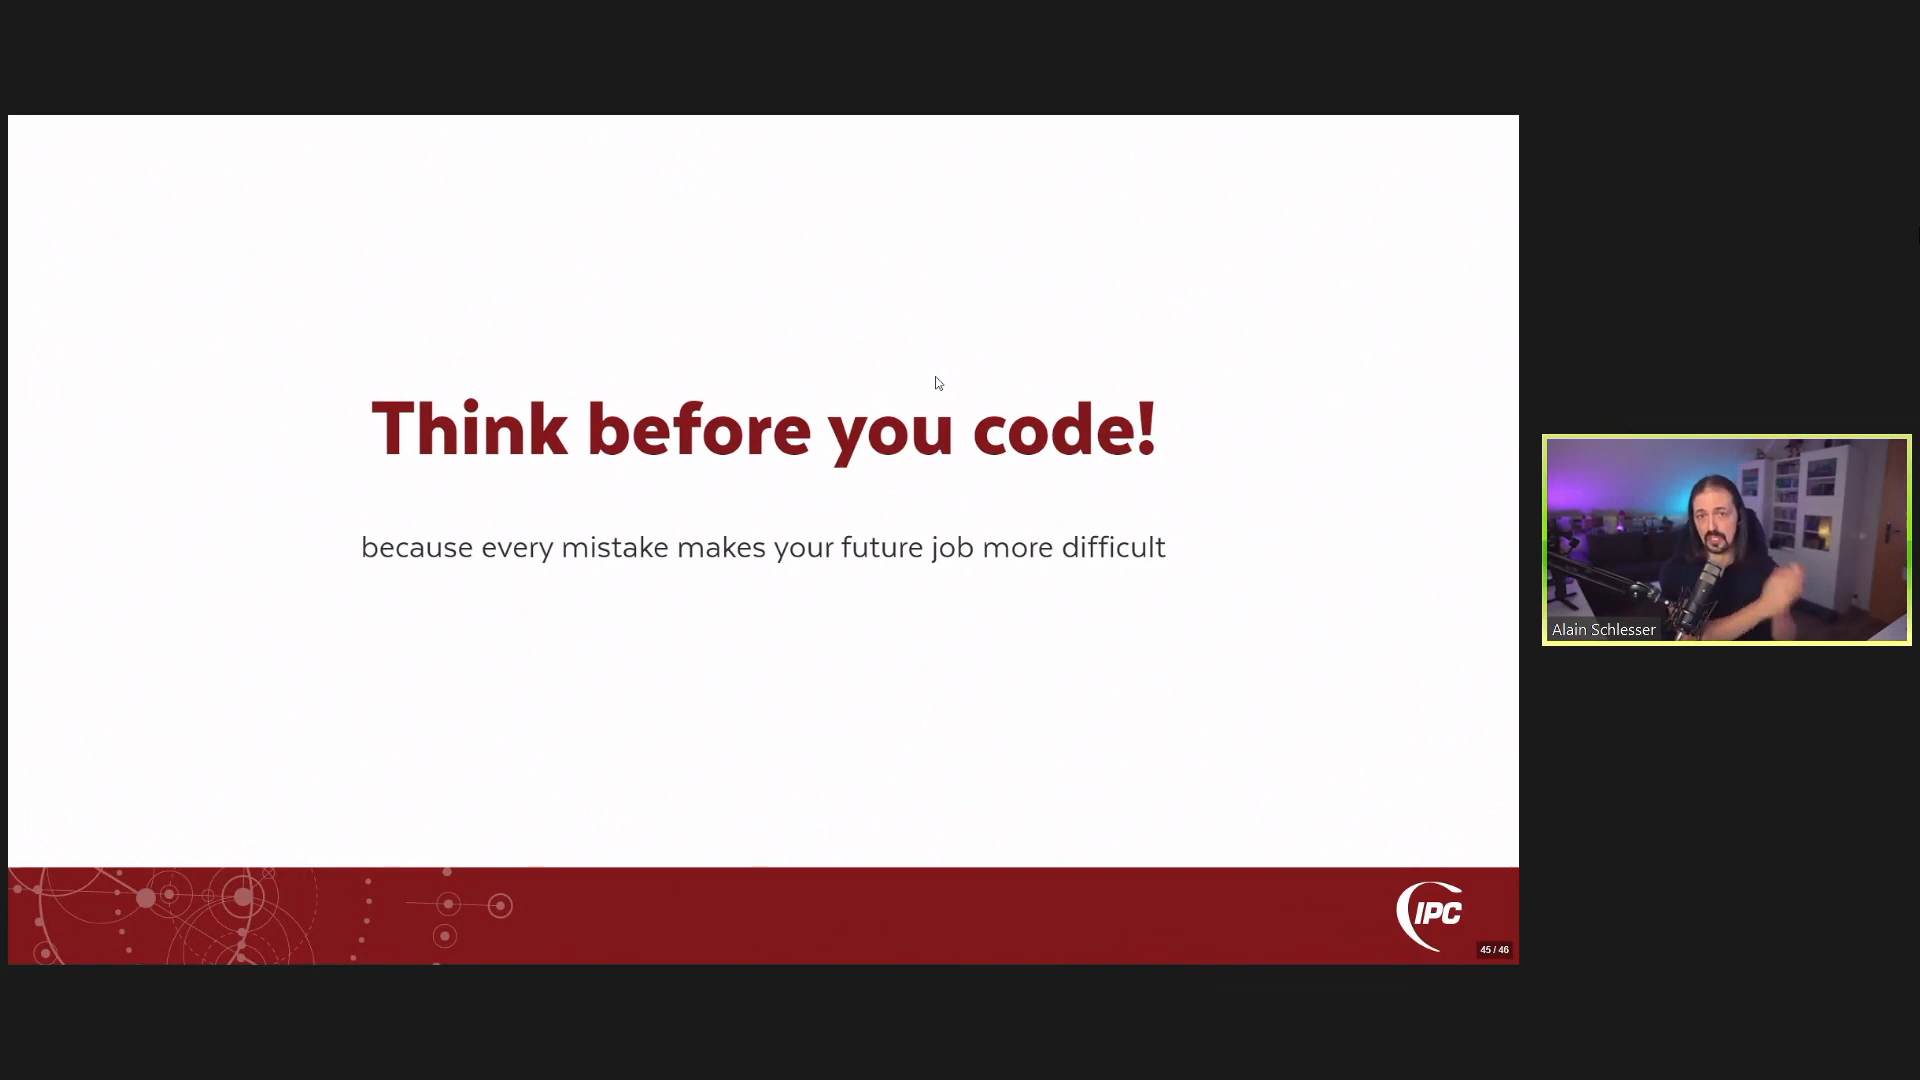 Think before you code!
because every mistake makes your future job more difficult
Alain Schlesser
IPC
45 / 46